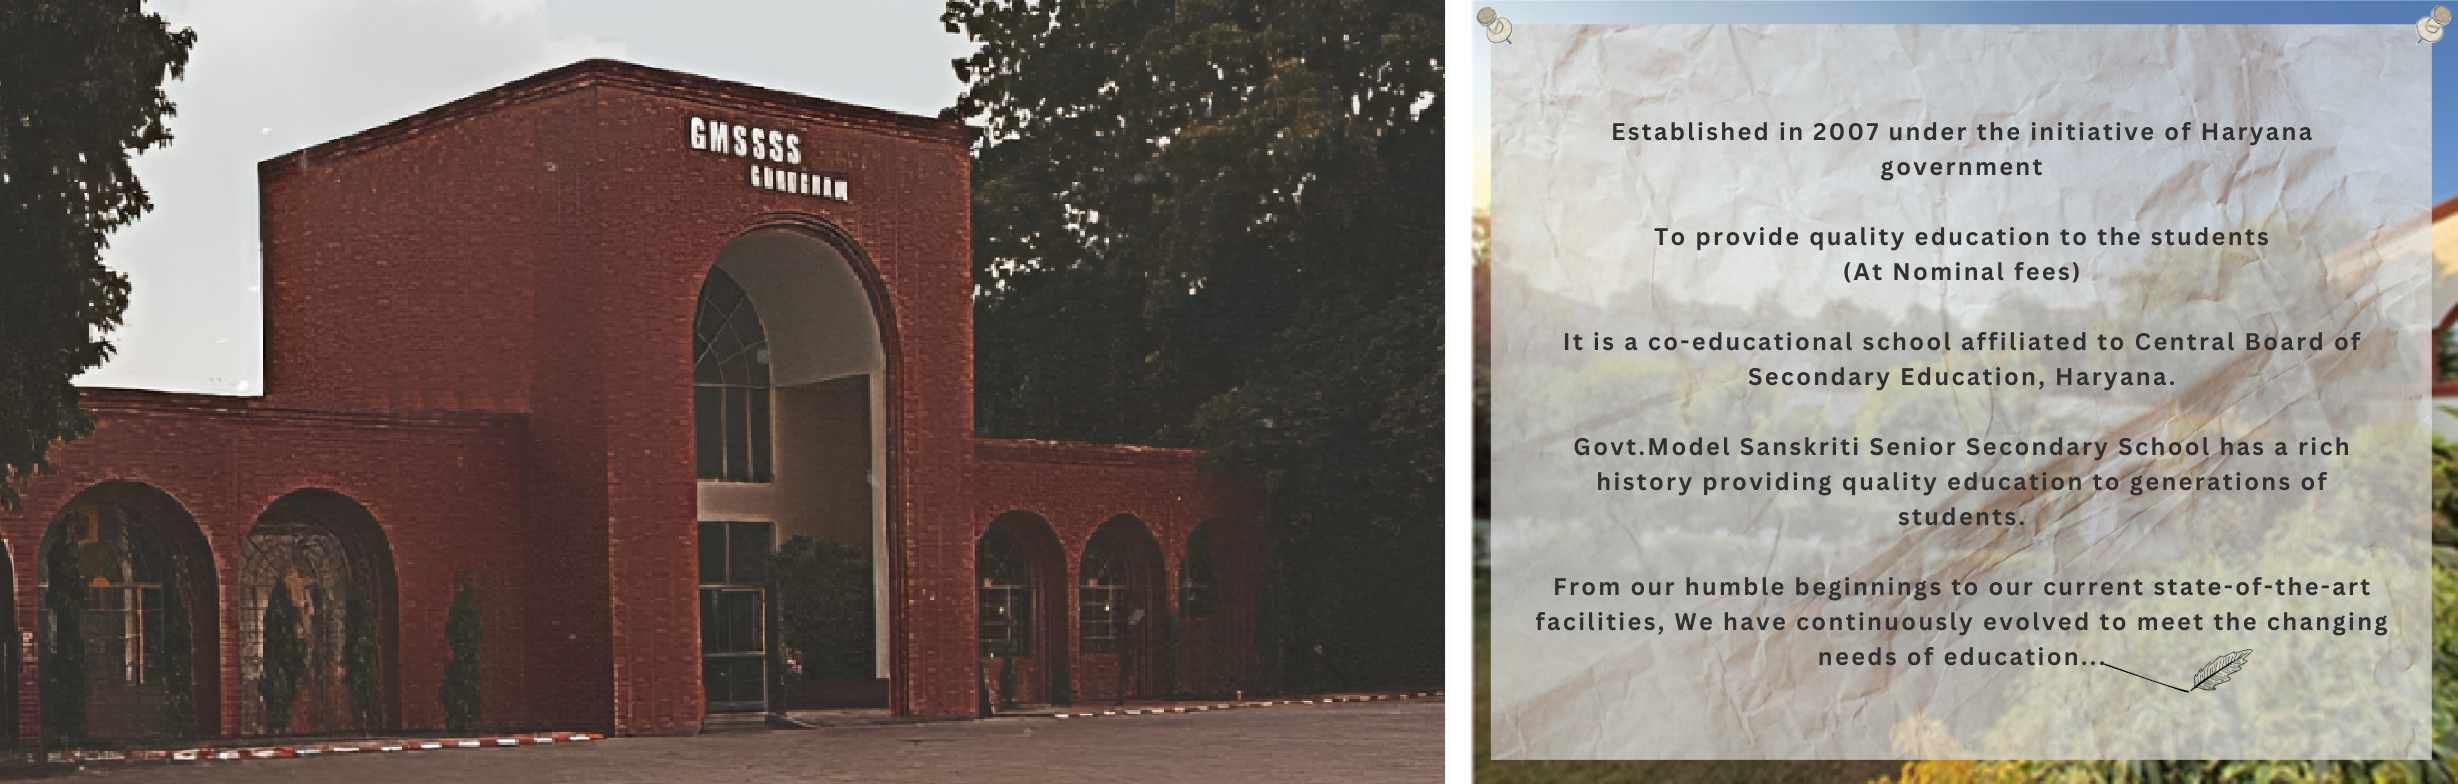 GMSSSS
GURUGRAM
Established in 2007 under the initiative of Haryana
government
To provide quality education to the students
(At Nominal fees)
It is a co-educational school affiliated to Central Board of
Secondary Education, Haryana.
Govt.Model Sanskriti Senior Secondary School has a rich
history providing quality education to generations of
students.
From our humble beginnings to our current state-of-the-art
facilities, We have continuously evolved to meet the changing
needs of education...